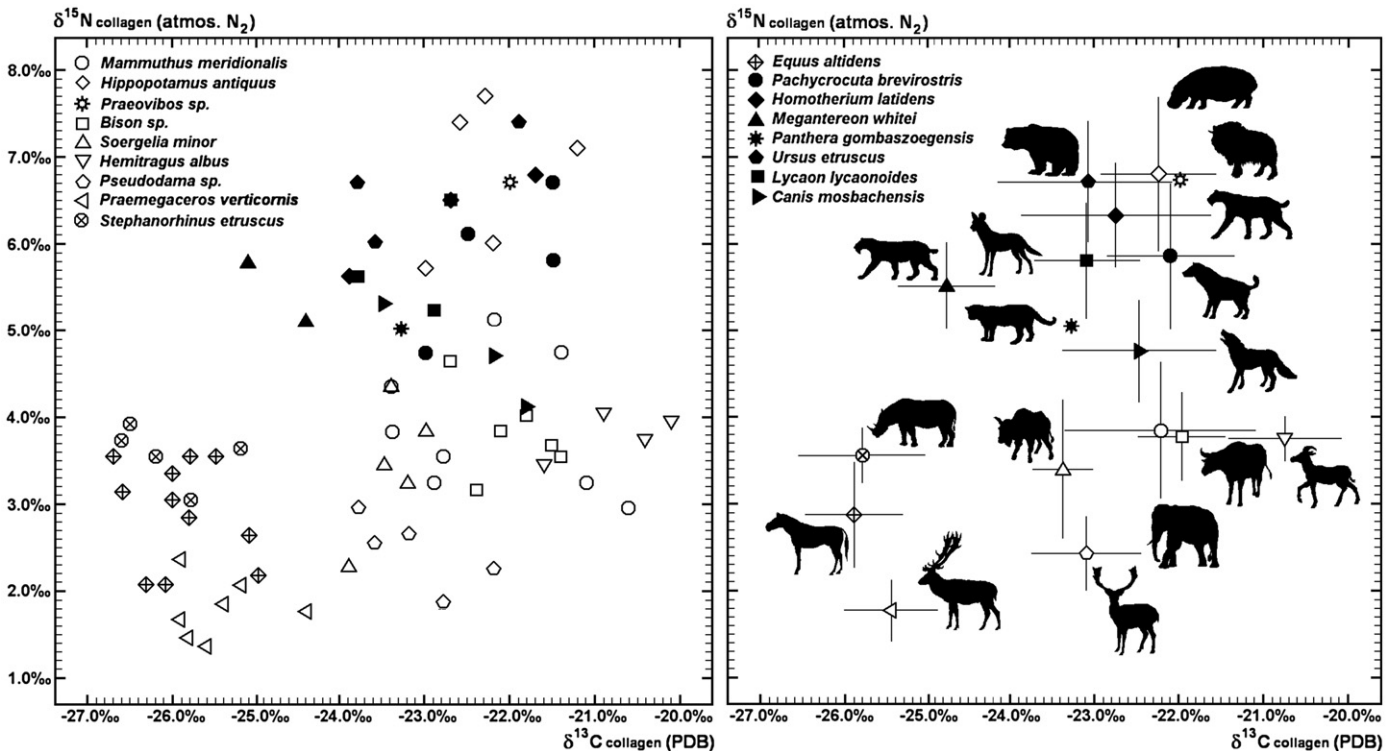 δ15N collagen (atmos. N2)
8.0‰
7.0‰
6.0‰
5.0‰
4.0‰
3.0‰
2.0‰
1.0‰
Mammuthus meridionalis
Hippopotamus antiquus
Praeovibos sp.
Bison sp.
Soergelia minor
Hemitragus albus
Pseudodama sp.
Praemegaceros verticornis
Stephanorhinus etruscus
-27.0‰ -26.0‰ -25.0‰ -24.0‰ -23.0‰ -22.0‰ -21.0‰ -20.0‰
δ13C collagen (PDB)
δ15N collagen (atmos. N2)
Equus altidens
Pachycrocuta brevirostris
Homotherium latidens
Megantereon whitei
Panthera gombaszoegensis
Ursus etruscus
Lycaon lycaonoides
Canis mosbachensis
-27.0‰ -26.0‰ -25.0‰ -24.0‰ -23.0‰ -22.0‰ -21.0‰ -20.0‰
δ13C collagen (PDB)